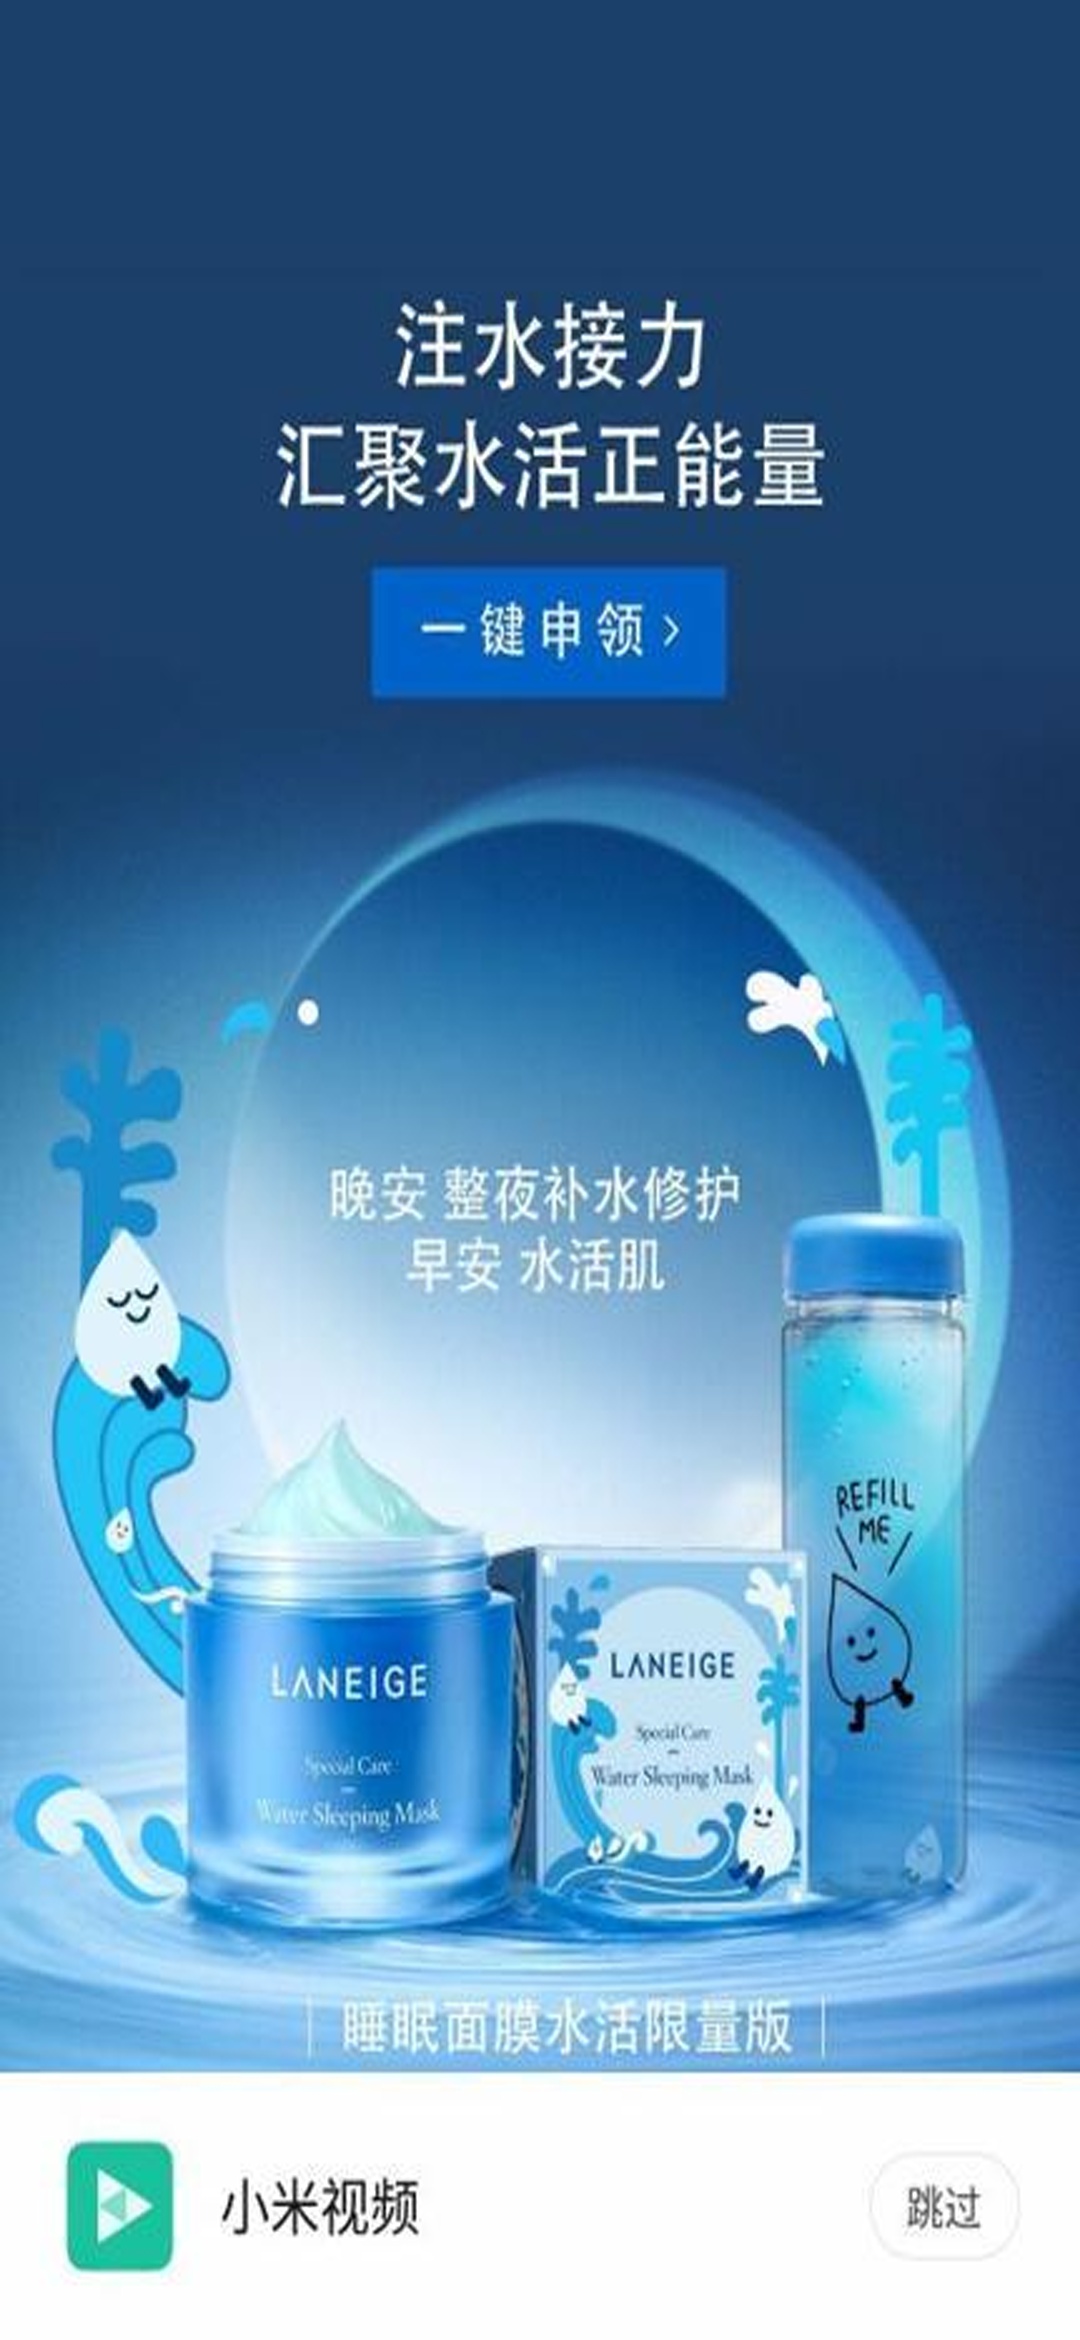 注水接力
汇聚水活正能量
一键申领 >
晚安 整夜补水修护
早安 水活肌
REFILL
ME
LANEIGE
Special Care
Water Sleeping Mask
LANEIGE
Special Care
Water Sleeping Mask
睡眠面膜水活限量版
小米视频
跳过